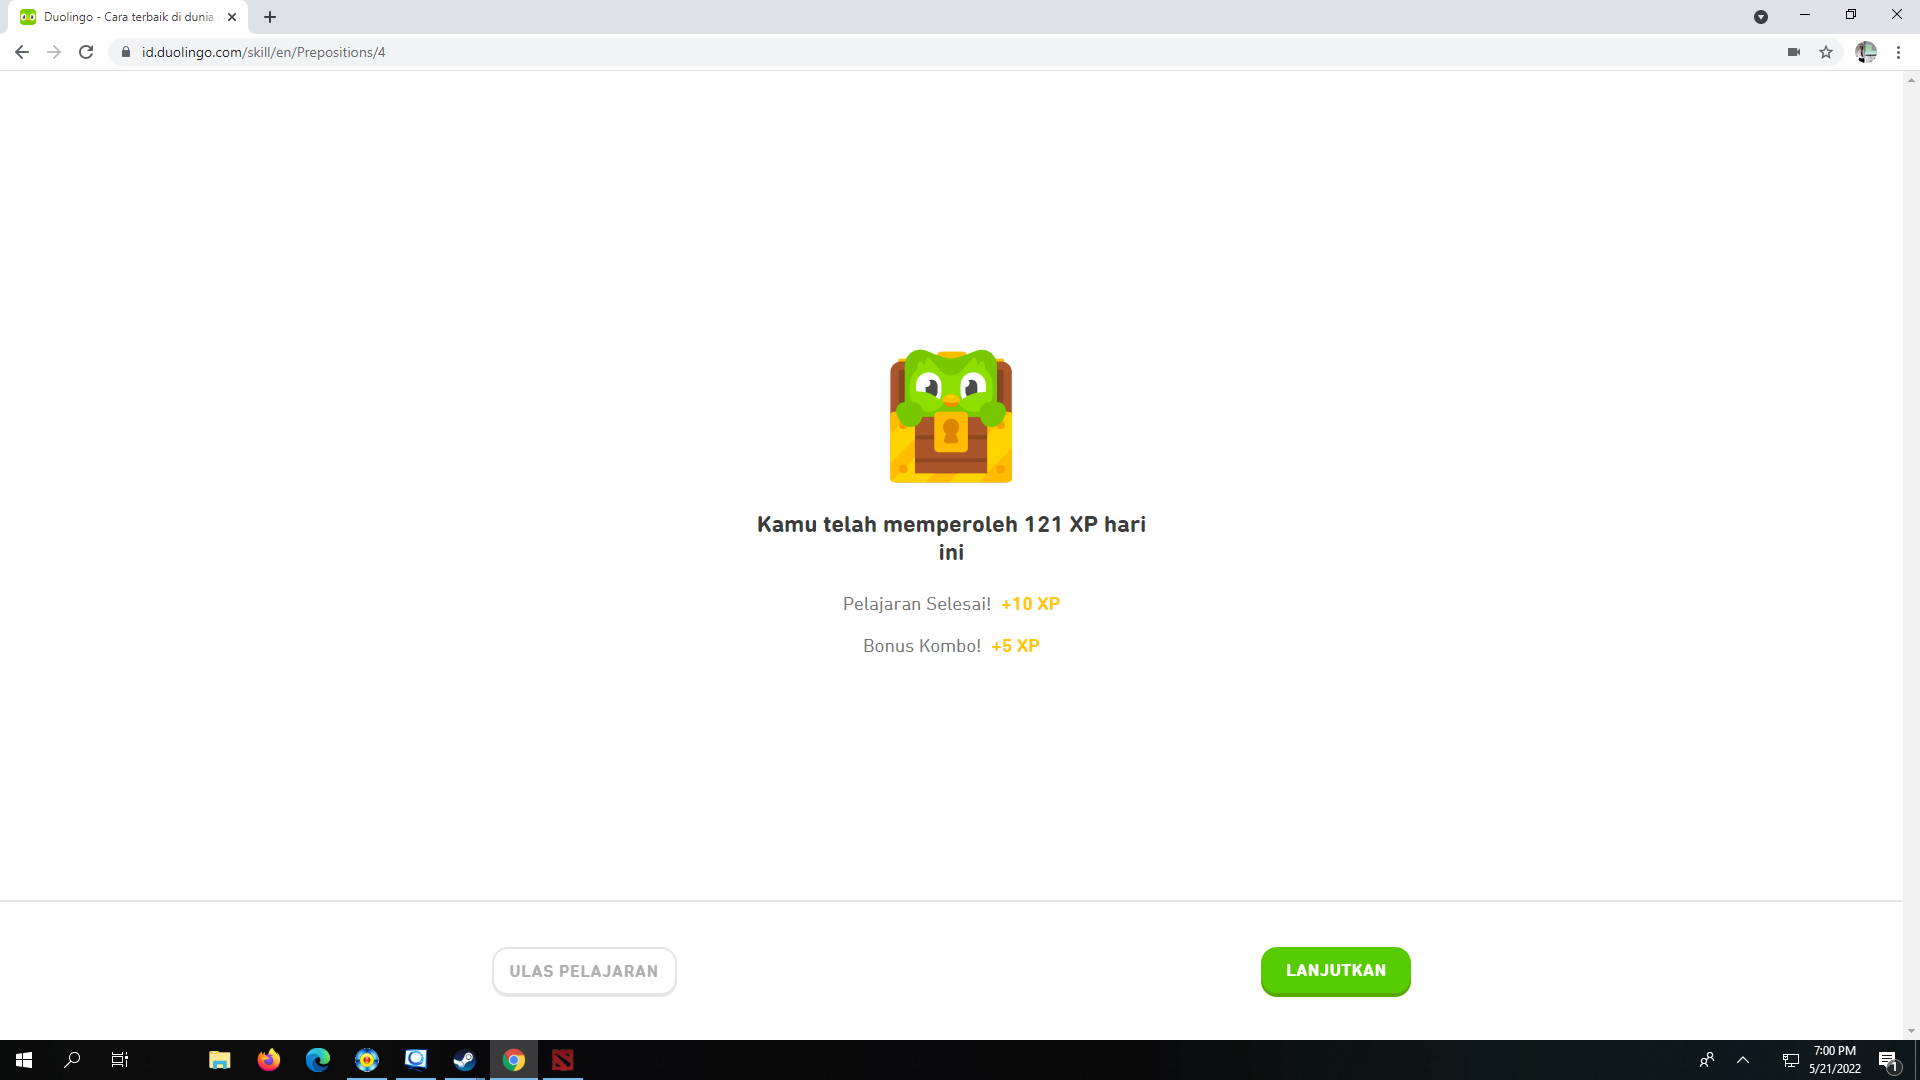 Duolingo - Cara terbaik di dunia
id.duolingo.com/skill/en/Prepositions/4
Kamu telah memperoleh 121 XP hari
ini
Pelajaran Selesai! +10 XP
Bonus Kombo! +5 XP
ULAS PELAJARAN
LANJUTKAN
7:00 PM
5/21/2022
1